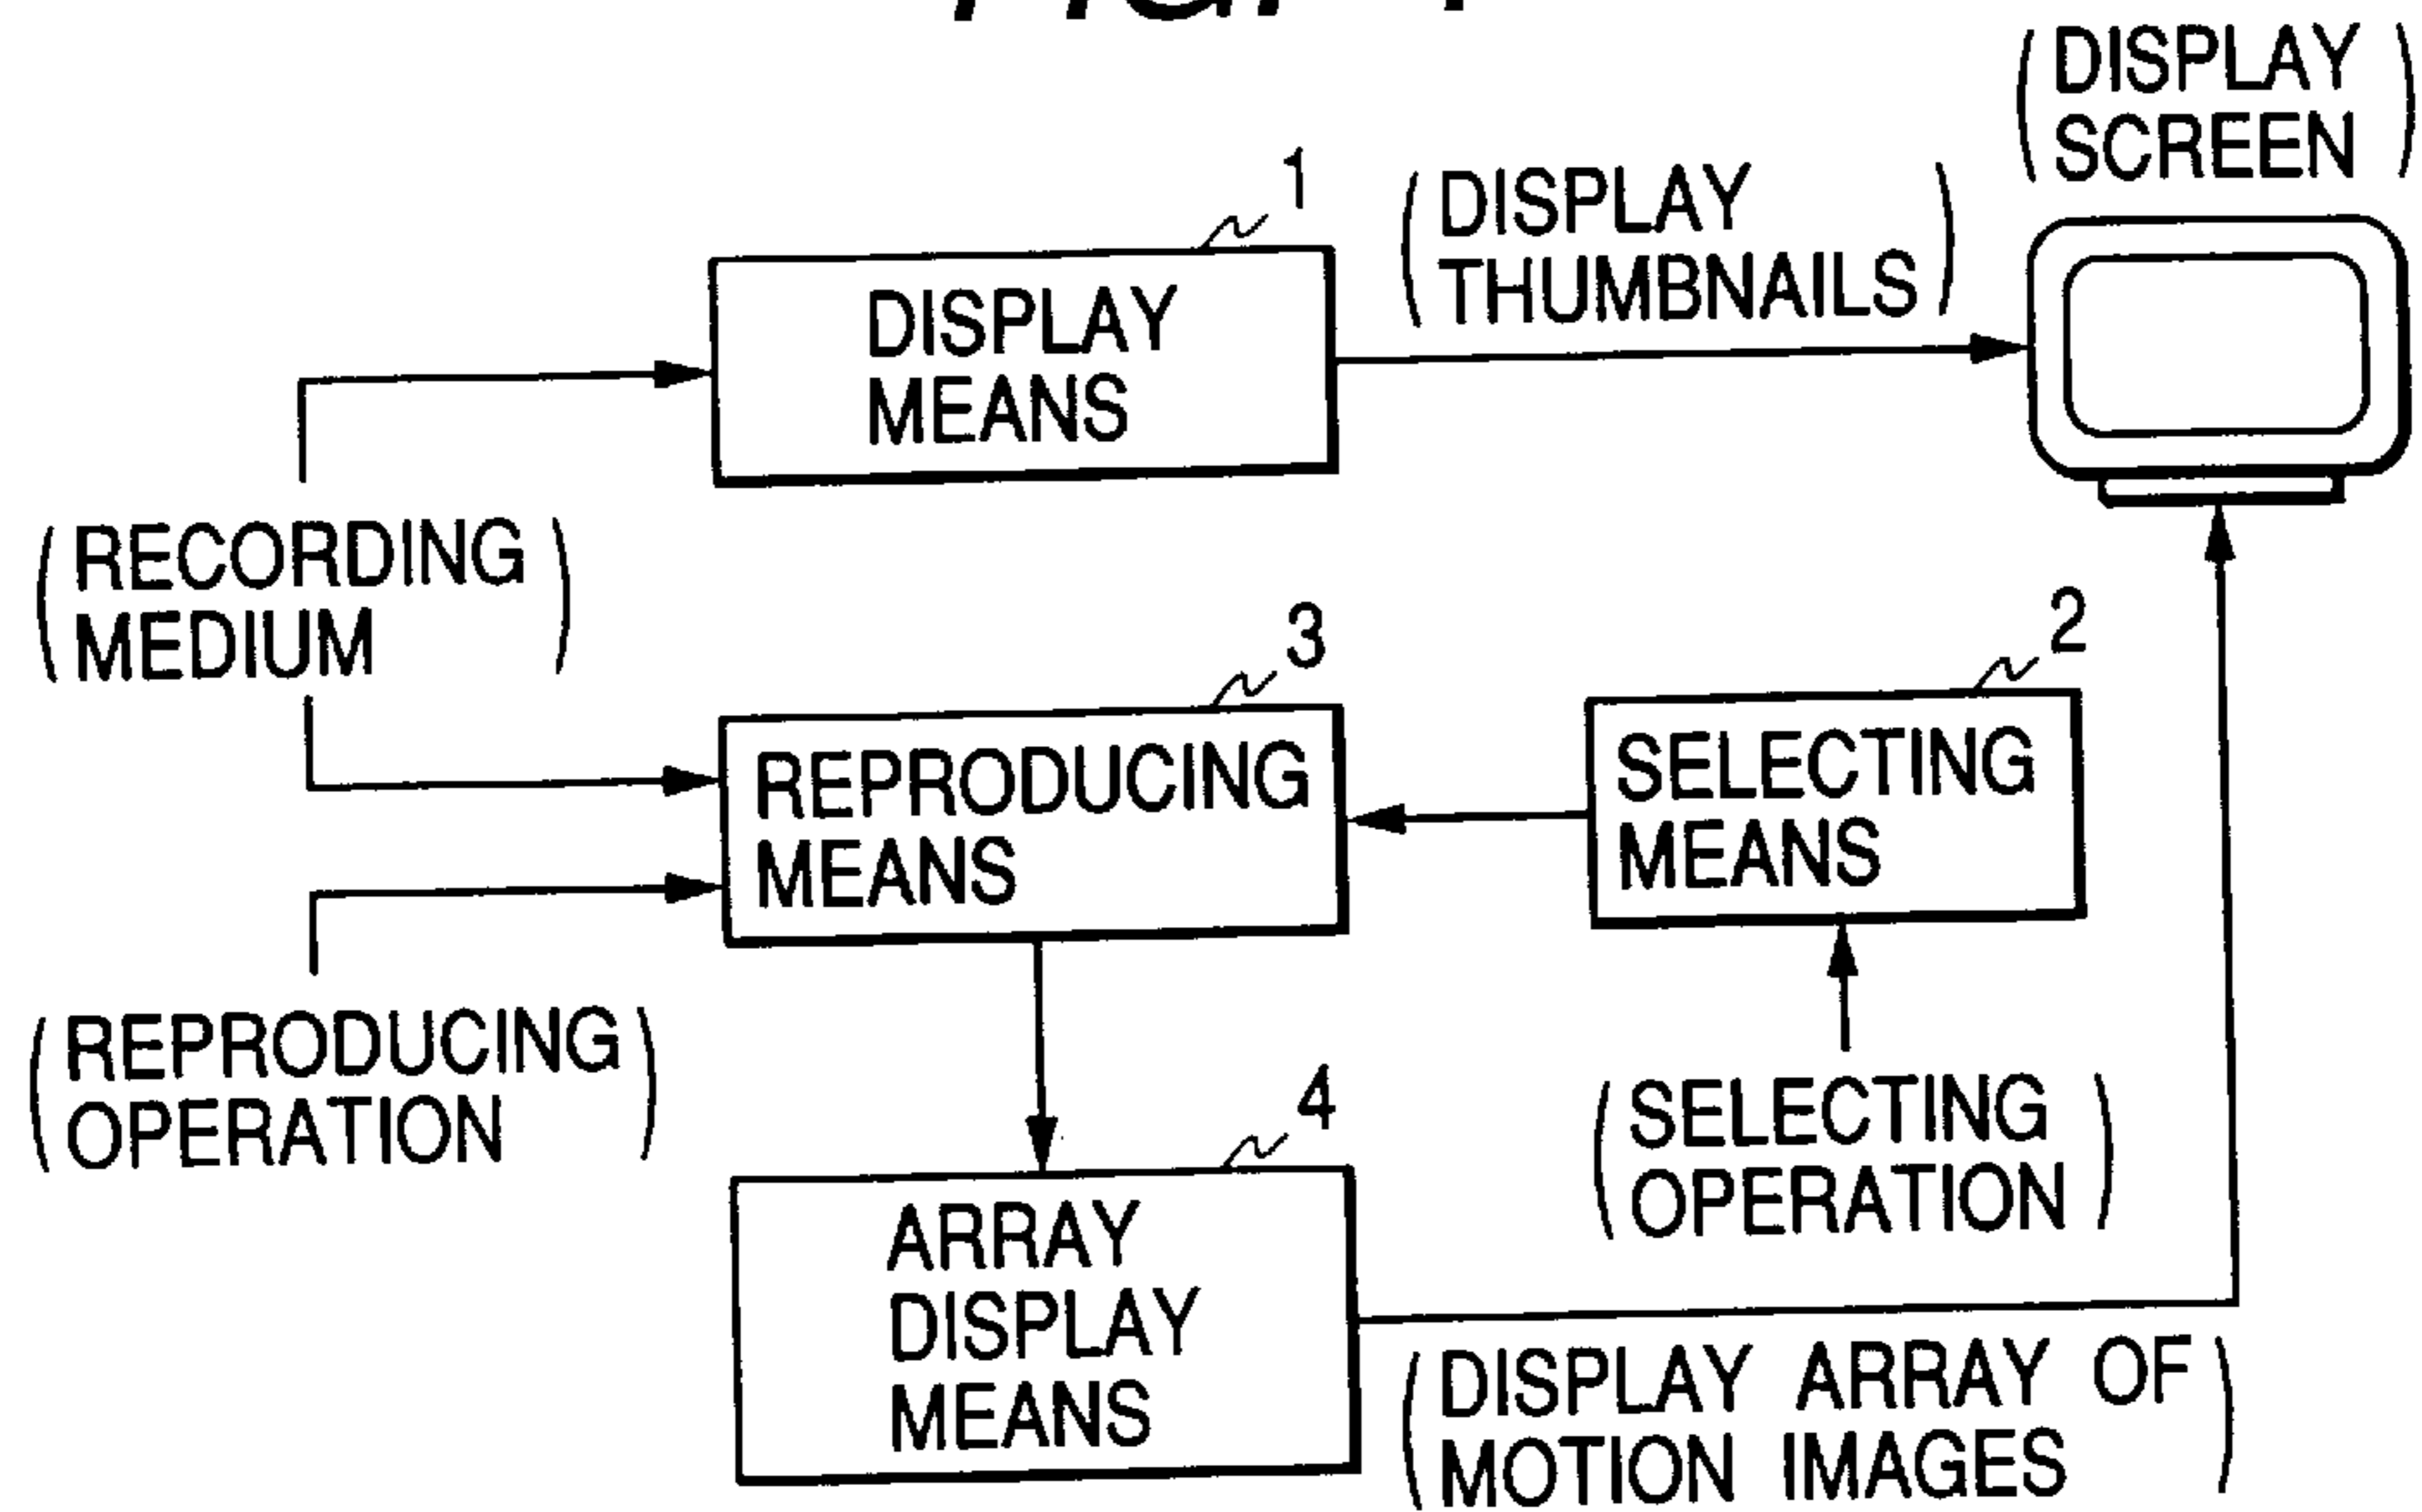 ( DISPLAY
SCREEN )
1
( DISPLAY
THUMBNAILS )
DISPLAY
MEANS
( RECORDING
MEDIUM )
3
2
REPRODUCING
MEANS
SELECTING
MEANS
( REPRODUCING
OPERATION )
4
( SELECTING
OPERATION )
ARRAY
DISPLAY
MEANS
( DISPLAY ARRAY OF
MOTION IMAGES )